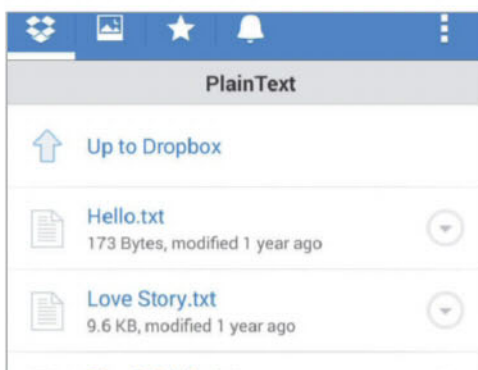 PlainText
Up to Dropbox
Hello.txt
173 Bytes, modified 1 year ago
Love Story.txt
9.6 KB, modified 1 year ago